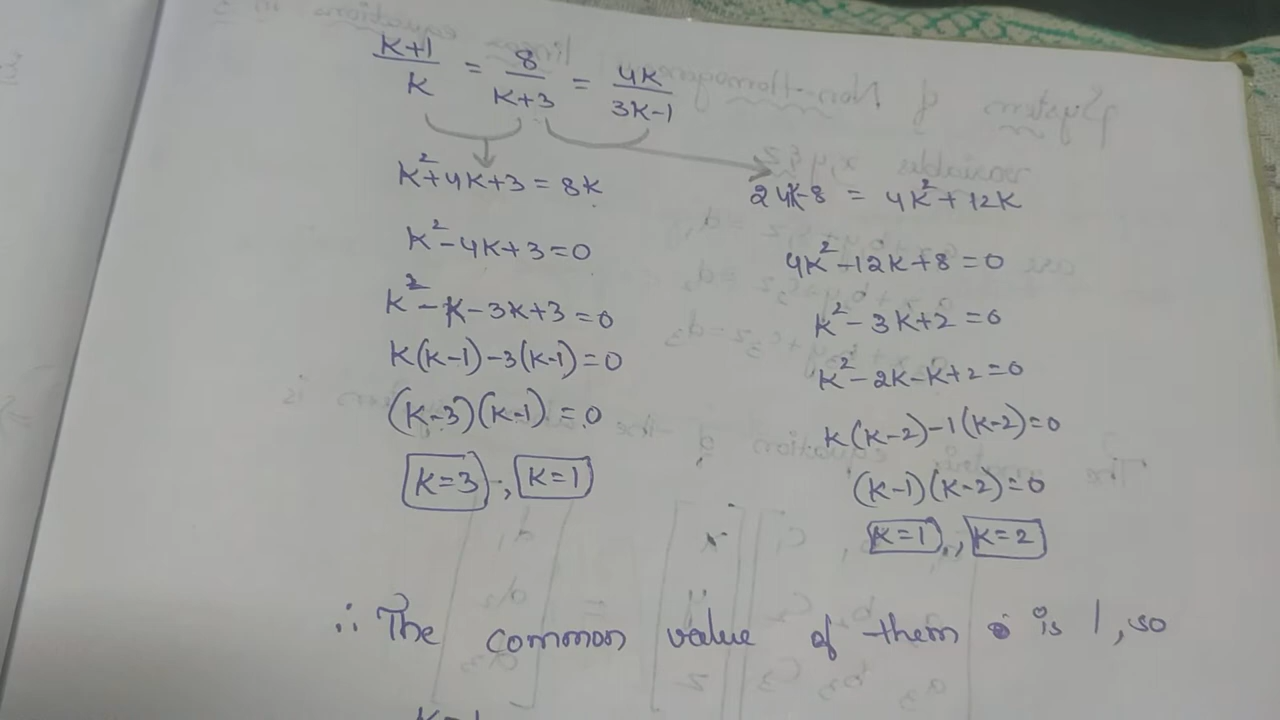 K+1/K = 8/K+3 = 4K/3K-1
K²+4K+3 = 8K
K²-4K+3=0
K²-K-3K+3=0
K(K-1)-3(K-1)=0
(K-3)(K-1)=0
K=3, K=1
24K-8 = 4K²+12K
4K²-12K+8=0
K²-3K+2=0
K²-2K-K+2=0
K(K-2)-1(K-2)=0
(K-1)(K-2)=0
K=1, K=2
∴ The common value of them is 1, so
K=1